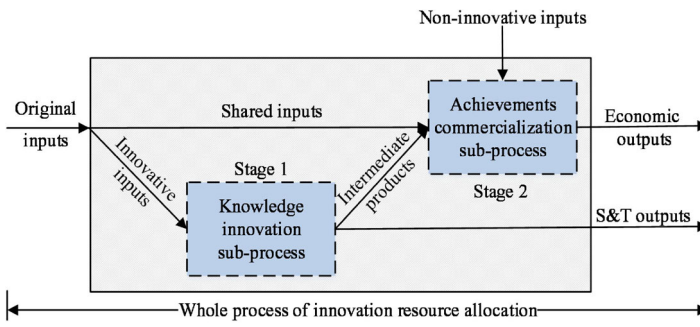 Non-innovative inputs
Original
inputs
Shared inputs
Achievements
commercialization
sub-process
Economic
outputs
Innovative
inputs
Stage 1
Intermediate
products
Stage 2
Knowledge
innovation
sub-process
S&T outputs
Whole process of innovation resource allocation